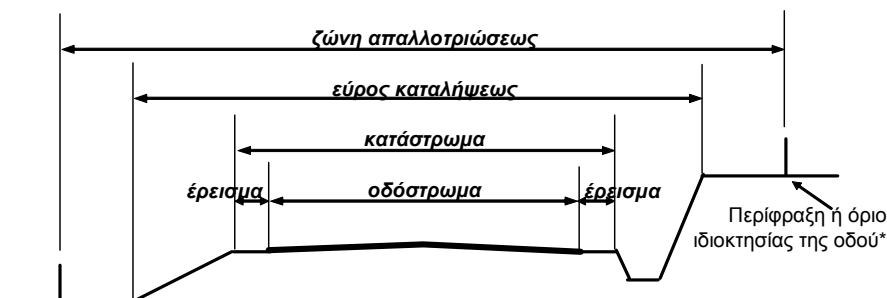 ζώνη απαλλοτριώσεως
εύρος καταλήψεως
κατάστρωμα
έρεισμα οδόστρωμα έρεισμα
Περίφραξη ή όριο
ιδιοκτησίας της οδού*